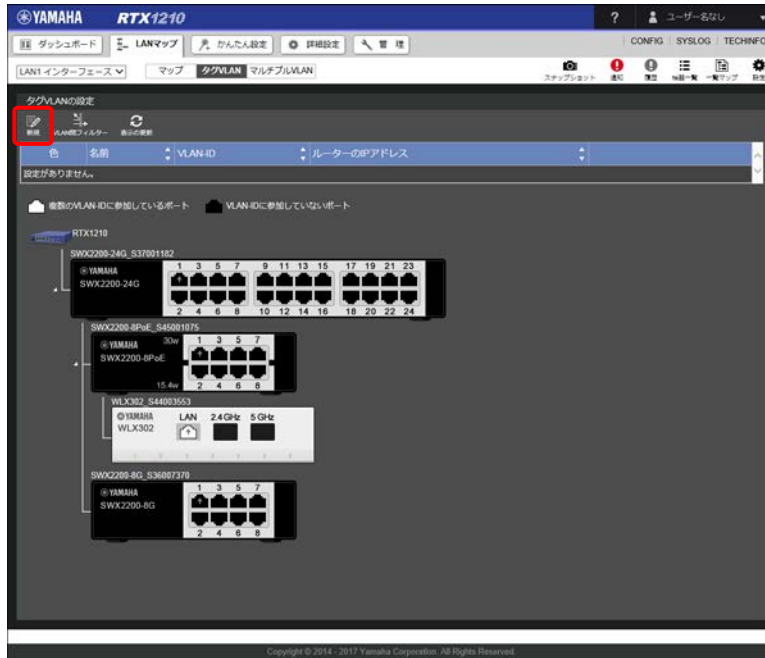 YAMAHA RTX1210 ? ユーザー名なし
ダッシュボード LANマップ かんたん設定 詳細設定 管理 CONFIG SYSLOG TECHINFO
LAN1 インターフェース マップ タグVLAN マルチプルVLAN スナップショット 通知 履歴 一覧マップ 設定
タグVLANの設定
新規 VLAN間フィルター 表示の更新
色 名前 VLAN-ID ルーターのIPアドレス
設定がありません。
複数のVLAN-IDに参加しているポート VLAN-IDに参加していないポート
RTX1210
SWX2200-24G_S37001182
1 3 5 7 9 11 13 15 17 19 21 23
YAMAHA
SWX2200-24G
2 4 6 8 10 12 14 16 18 20 22 24
SWX2200-8PoE_S45001075
YAMAHA 30w 1 3 5 7
SWX2200-8PoE
15.4w 2 4 6 8
WLX302_S44003553
YAMAHA LAN 2.4 GHz 5 GHz
WLX302
SWX2200-8G_S36007370
YAMAHA 1 3 5 7
SWX2200-8G
2 4 6 8
Copyright © 2014 - 2017 Yamaha Corporation. All Rights Reserved.